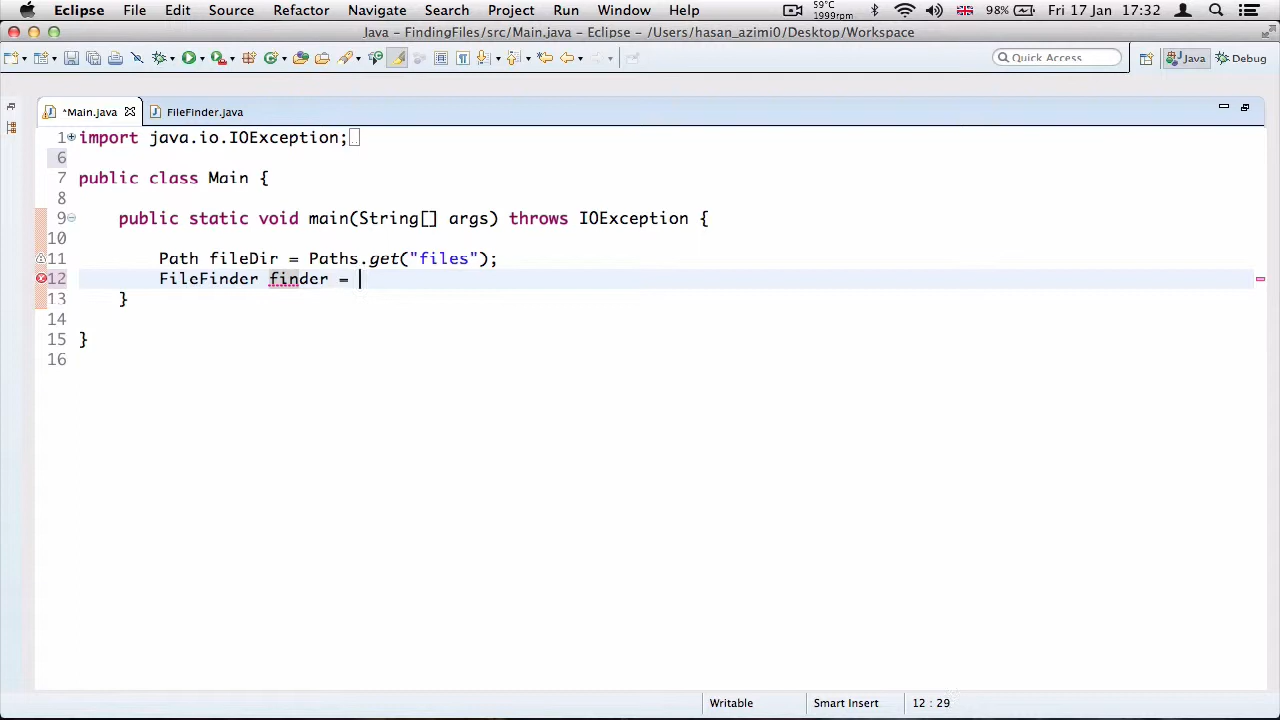 Eclipse File Edit Source Refactor Navigate Search Project Run Window Help 59°C 1999rpm 98% Fri 17 Jan 17:32
Java – FindingFiles/src/Main.java – Eclipse – /Users/hasan_azimi0/Desktop/Workspace
Quick Access Java Debug
*Main.java FileFinder.java
1 import java.io.IOException;
6
7 public class Main {
8
9 public static void main(String[] args) throws IOException {
10
11 Path fileDir = Paths.get("files");
12 FileFinder finder =
13 }
14
15 }
16
Writable Smart Insert 12 : 29